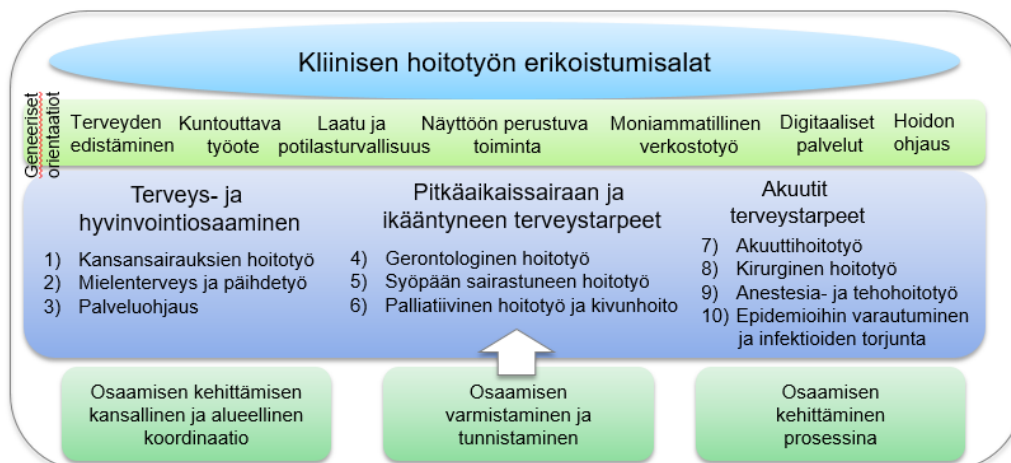 Kliinisen hoitotyön erikoistumisalat
Geneeriset
orientaatiot
Terveyden
edistäminen
Kuntouttava
työote
Laatu ja
potilasturvallisuus
Näyttöön perustuva
toiminta
Moniammatillinen
verkostotyö
Digitaaliset
palvelut
Hoidon
ohjaus
Terveys- ja
hyvinvointiosaaminen
1) Kansansairauksien hoitotyö
2) Mielenterveys ja päihdetyö
3) Palveluohjaus
Pitkäaikaissairaan ja
ikääntyneen terveystarpeet
4) Gerontologinen hoitotyö
5) Syöpään sairastuneen hoitotyö
6) Palliatiivinen hoitotyö ja kivunhoito
Akuutit
terveystarpeet
7) Akuuttihoitotyö
8) Kirurginen hoitotyö
9) Anestesia- ja tehohoitotyö
10) Epidemioihin varautuminen
ja infektioiden torjunta
Osaamisen kehittämisen
kansallinen ja alueellinen
koordinaatio
Osaamisen
varmistaminen ja
tunnistaminen
Osaamisen
kehittäminen
prosessina